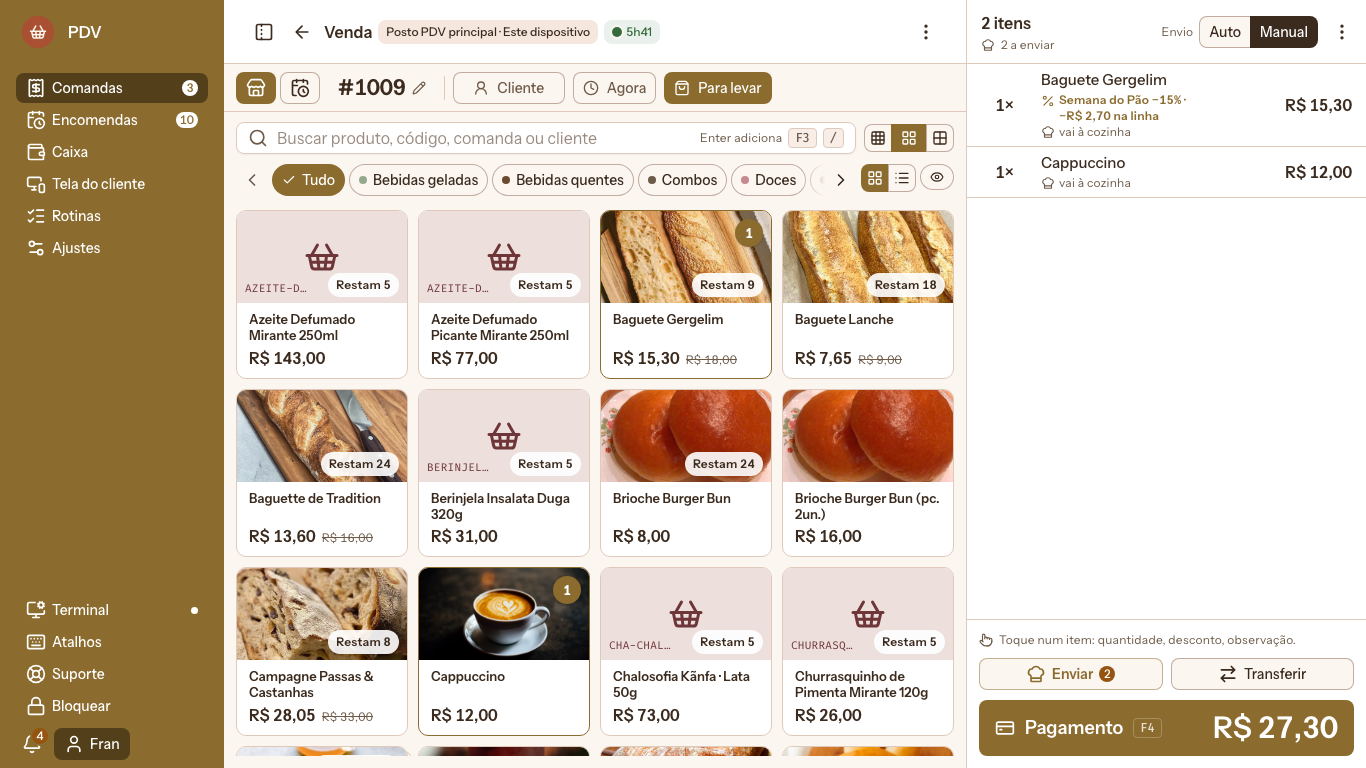 PDV
Comandas 3
Encomendas 10
Caixa
Tela do cliente
Rotinas
Ajustes
Terminal
Atalhos
Suporte
Bloquear
4
Fran
Venda
Posto PDV principal · Este dispositivo
5h41
#1009
Cliente
Agora
Para levar
Buscar produto, código, comanda ou cliente
Enter adiciona F3 /
Tudo
Bebidas geladas
Bebidas quentes
Combos
Doces
AZEITE-D…
Restam 5
Azeite Defumado
Mirante 250ml
R$ 143,00
AZEITE-D…
Restam 5
Azeite Defumado
Picante Mirante 250ml
R$ 77,00
1
Restam 9
Baguete Gergelim
R$ 15,30 R$ 18,00
Restam 18
Baguete Lanche
R$ 7,65 R$ 9,00
Restam 24
Baguette de Tradition
R$ 13,60 R$ 16,00
BERINJEL…
Restam 5
Berinjela Insalata Duga
320g
R$ 31,00
Restam 24
Brioche Burger Bun
R$ 8,00
Brioche Burger Bun (pc.
2un.)
R$ 16,00
Restam 8
Campagne Passas &
Castanhas
R$ 28,05 R$ 33,00
1
Cappuccino
R$ 12,00
CHA-CHAL…
Restam 5
Chalosofia Kãnfa · Lata
50g
R$ 73,00
CHURRASQ…
Restam 5
Churrasquinho de
Pimenta Mirante 120g
R$ 26,00
2 itens
2 a enviar
Envio Auto Manual
1× Baguete Gergelim R$ 15,30
Semana do Pão −15% ·
−R$ 2,70 na linha
vai à cozinha
1× Cappuccino R$ 12,00
vai à cozinha
Toque num item: quantidade, desconto, observação.
Enviar 2
Transferir
Pagamento F4 R$ 27,30